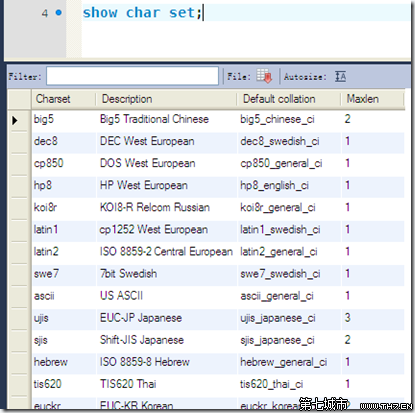 4 show char set;
Filter: File: Autosize:
Charset Description Default collation Maxlen
big5 Big5 Traditional Chinese big5_chinese_ci 2
dec8 DEC West European dec8_swedish_ci 1
cp850 DOS West European cp850_general_ci 1
hp8 HP West European hp8_english_ci 1
koi8r KOI8-R Relcom Russian koi8r_general_ci 1
latin1 cp1252 West European latin1_swedish_ci 1
latin2 ISO 8859-2 Central European latin2_general_ci 1
swe7 7bit Swedish swe7_swedish_ci 1
ascii US ASCII ascii_general_ci 1
ujis EUC-JP Japanese ujis_japanese_ci 3
sjis Shift-JIS Japanese sjis_japanese_ci 2
hebrew ISO 8859-8 Hebrew hebrew_general_ci 1
tis620 TIS620 Thai tis620_thai_ci 1
euckr EUC-KR Korean
第七城市 WWW.TH7.CN